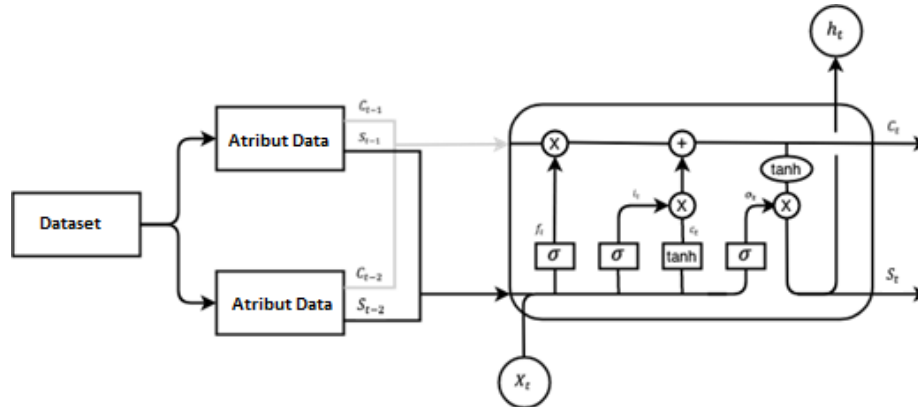 h_t
C_{t-1}
Atribut Data
S_{t-1}
C_t
X
+
tanh
Dataset
i_t
X
o_t
X
f_t
c_t
σ
σ
tanh
σ
C_{t-2}
S_t
Atribut Data
S_{t-2}
X_t